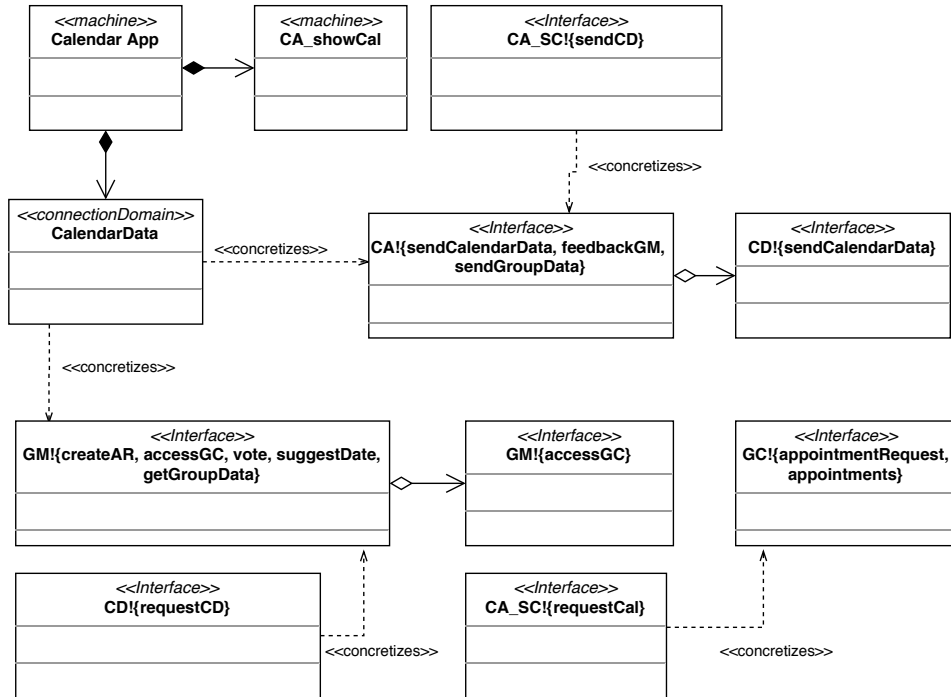 <<machine>>
Calendar App
<<machine>>
CA_showCal
<<Interface>>
CA_SC!{sendCD}
<<concretizes>>
<<connectionDomain>>
CalendarData
<<concretizes>>
<<Interface>>
CA!{sendCalendarData, feedbackGM,
sendGroupData}
<<Interface>>
CD!{sendCalendarData}
<<concretizes>>
<<Interface>>
GM!{createAR, accessGC, vote, suggestDate,
getGroupData}
<<Interface>>
GM!{accessGC}
<<Interface>>
GC!{appointmentRequest,
appointments}
<<Interface>>
CD!{requestCD}
<<concretizes>>
<<Interface>>
CA_SC!{requestCal}
<<concretizes>>